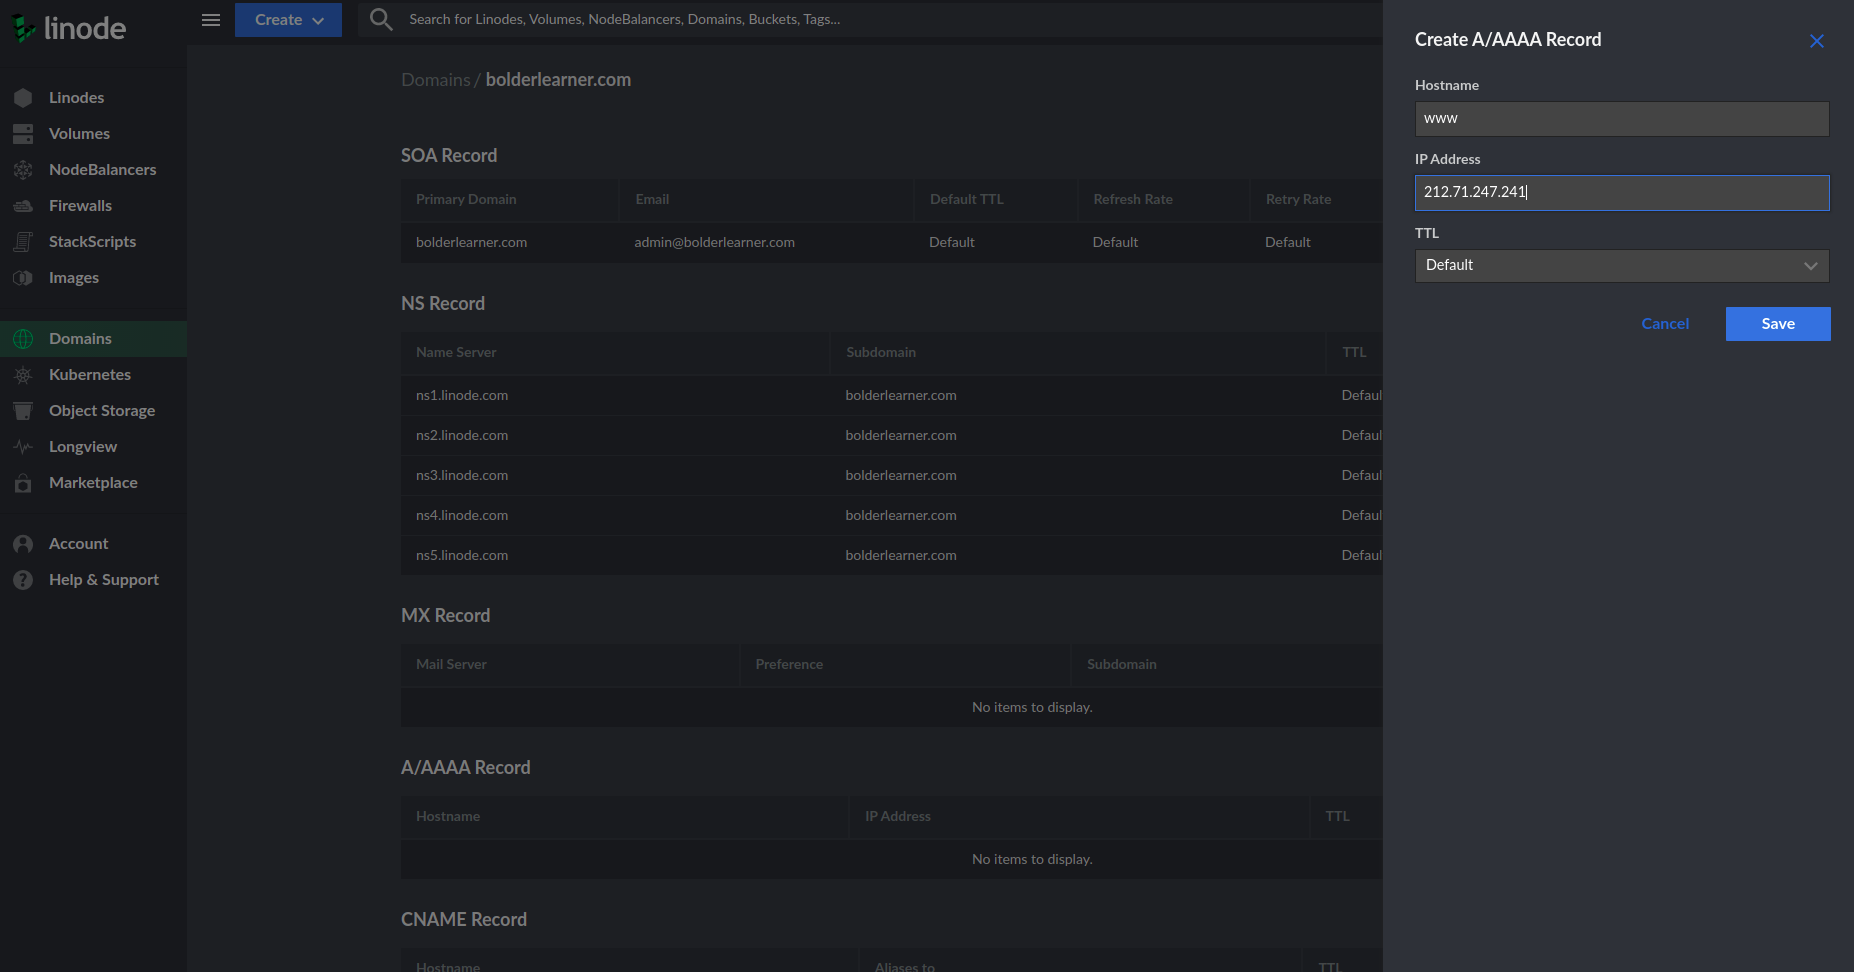 linode
Create
Search for Linodes, Volumes, NodeBalancers, Domains, Buckets, Tags...
Linodes
Volumes
NodeBalancers
Firewalls
StackScripts
Images
Domains
Kubernetes
Object Storage
Longview
Marketplace
Account
Help & Support
Domains / bolderlearner.com
SOA Record
Primary Domain Email Default TTL Refresh Rate Retry Rate
bolderlearner.com admin@bolderlearner.com Default Default Default
NS Record
Name Server Subdomain TTL
ns1.linode.com bolderlearner.com Defaul
ns2.linode.com bolderlearner.com Defaul
ns3.linode.com bolderlearner.com Defaul
ns4.linode.com bolderlearner.com Defaul
ns5.linode.com bolderlearner.com Defaul
MX Record
Mail Server Preference Subdomain
No items to display.
A/AAAA Record
Hostname IP Address TTL
No items to display.
CNAME Record
Hostname Aliases to TTL
Create A/AAAA Record
Hostname
www
IP Address
212.71.247.241
TTL
Default
Cancel Save